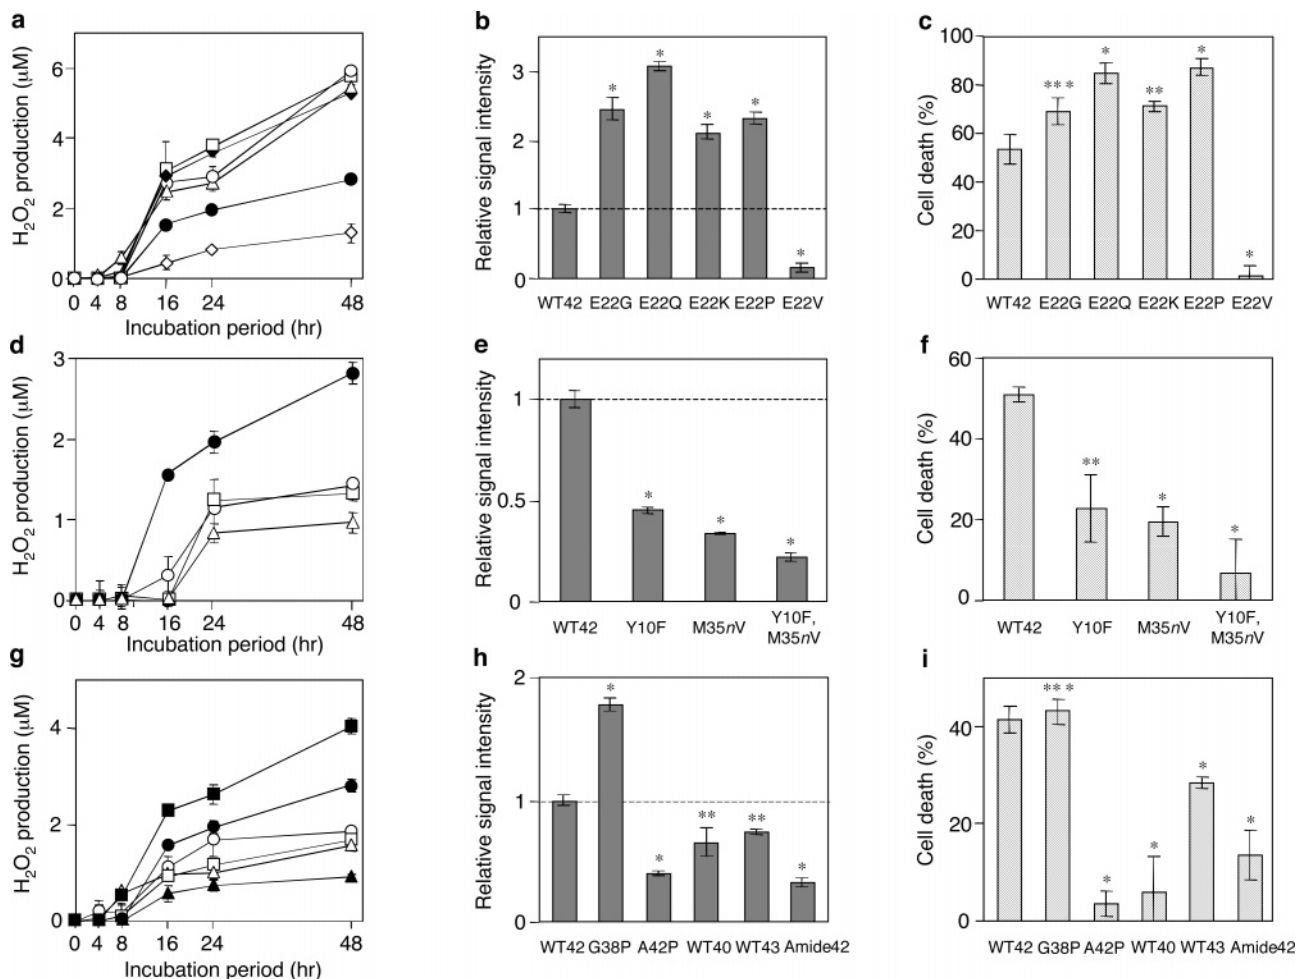 a
H₂O₂ production (μM)
6
4
2
0
0 4 8 16 24 48
Incubation period (hr)
b
Relative signal intensity
3
2
1
0
* * * * *
WT42 E22G E22Q E22K E22P E22V
c
Cell death (%)
100
80
60
40
20
0
*** * ** * *
WT42 E22G E22Q E22K E22P E22V
d
H₂O₂ production (μM)
3
2
1
0
0 4 8 16 24 48
Incubation period (hr)
e
Relative signal intensity
1
0.5
0
* * *
WT42 Y10F M35nV Y10F, M35nV
f
Cell death (%)
60
40
20
0
** * *
WT42 Y10F M35nV Y10F, M35nV
g
H₂O₂ production (μM)
4
2
0
0 4 8 16 24 48
Incubation period (hr)
h
Relative signal intensity
2
1
0
* * ** ** *
WT42 G38P A42P WT40 WT43 Amide42
i
Cell death (%)
40
20
0
*** * * * *
WT42 G38P A42P WT40 WT43 Amide42